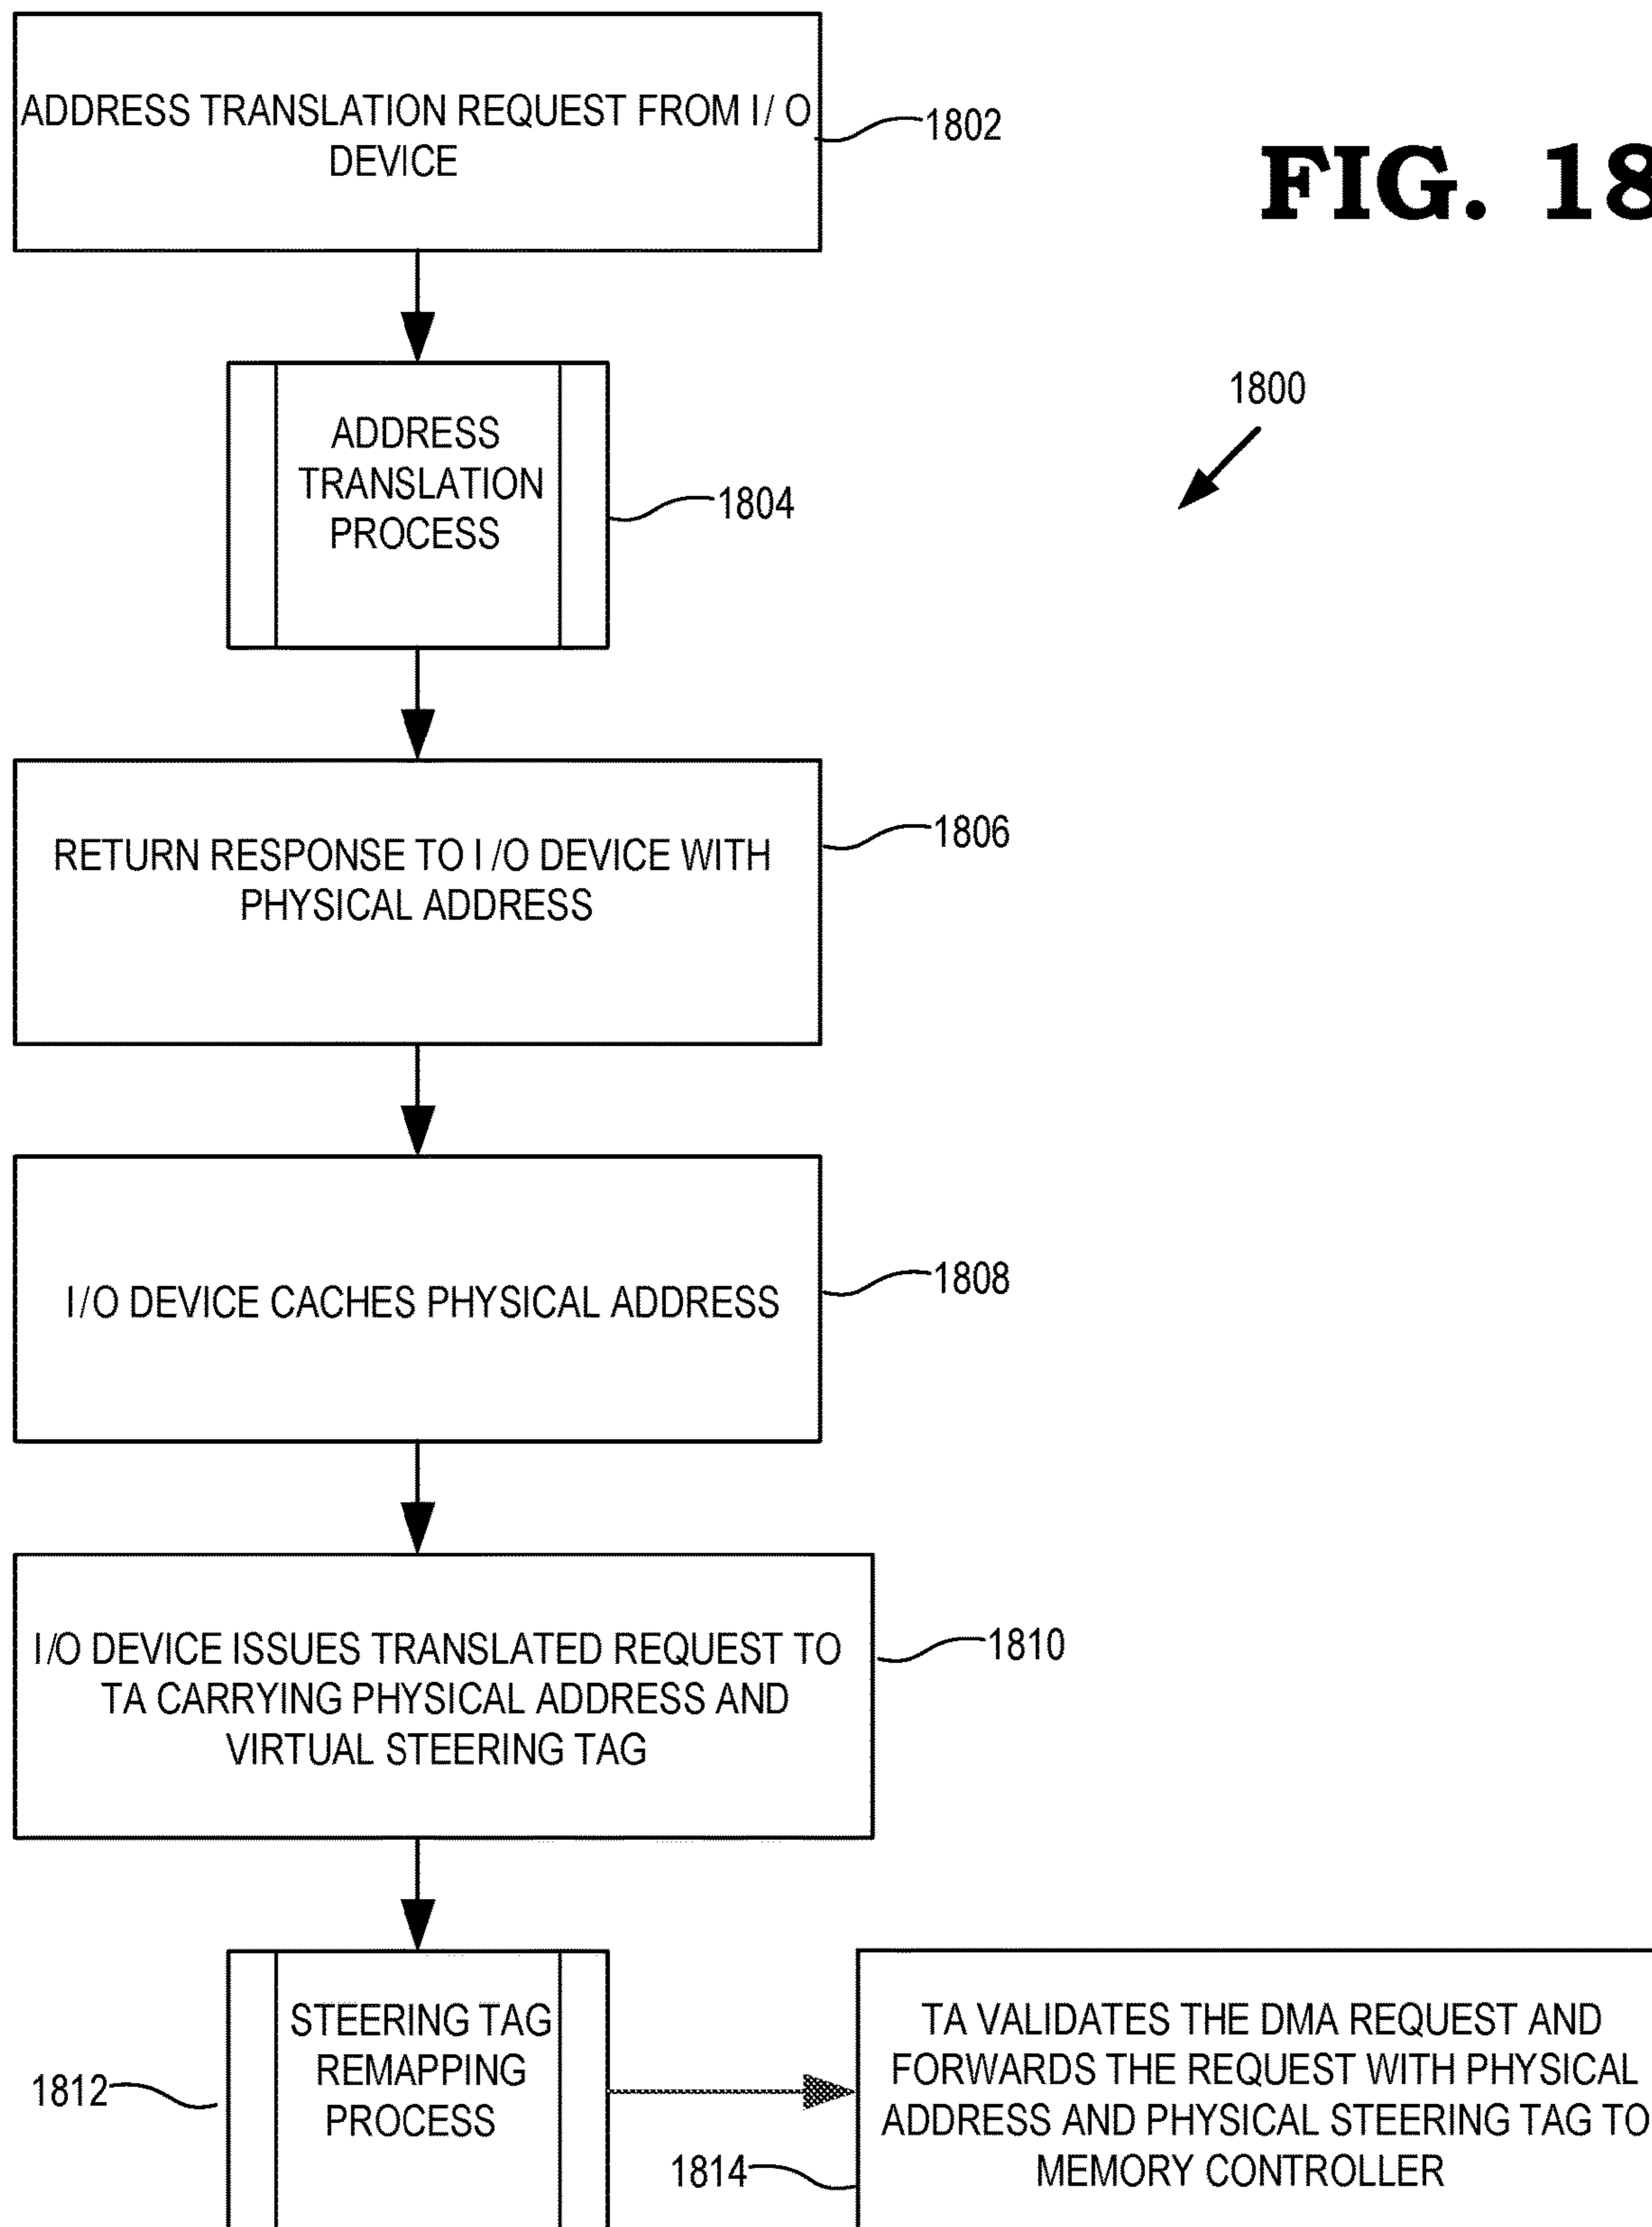 ADDRESS TRANSLATION REQUEST FROM I/ O
DEVICE
1802
FIG. 18
1800
ADDRESS
TRANSLATION
PROCESS
1804
RETURN RESPONSE TO I /O DEVICE WITH
PHYSICAL ADDRESS
1806
I/O DEVICE CACHES PHYSICAL ADDRESS
1808
I/O DEVICE ISSUES TRANSLATED REQUEST TO
TA CARRYING PHYSICAL ADDRESS AND
VIRTUAL STEERING TAG
1810
STEERING TAG
REMAPPING
PROCESS
1812
TA VALIDATES THE DMA REQUEST AND
FORWARDS THE REQUEST WITH PHYSICAL
ADDRESS AND PHYSICAL STEERING TAG TO
MEMORY CONTROLLER
1814